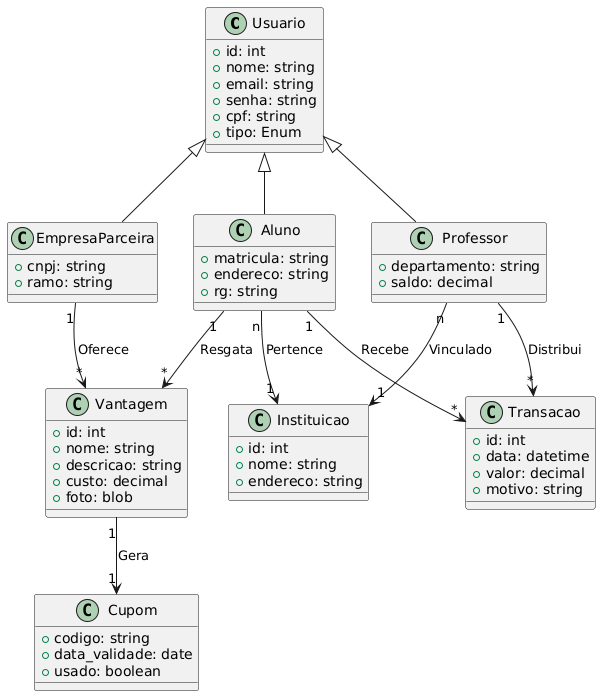 C Usuario
id: int
nome: string
email: string
senha: string
cpf: string
tipo: Enum
C EmpresaParceira
cnpj: string
ramo: string
C Aluno
matricula: string
endereco: string
rg: string
C Professor
departamento: string
saldo: decimal
1
1
n
1
n
1
Oferece
Resgata
Pertence
Recebe
Vinculado
Distribui
*
*
1
1
*
*
C Vantagem
id: int
nome: string
descricao: string
custo: decimal
foto: blob
C Instituicao
id: int
nome: string
endereco: string
C Transacao
id: int
data: datetime
valor: decimal
motivo: string
1
Gera
1
C Cupom
codigo: string
data_validade: date
usado: boolean